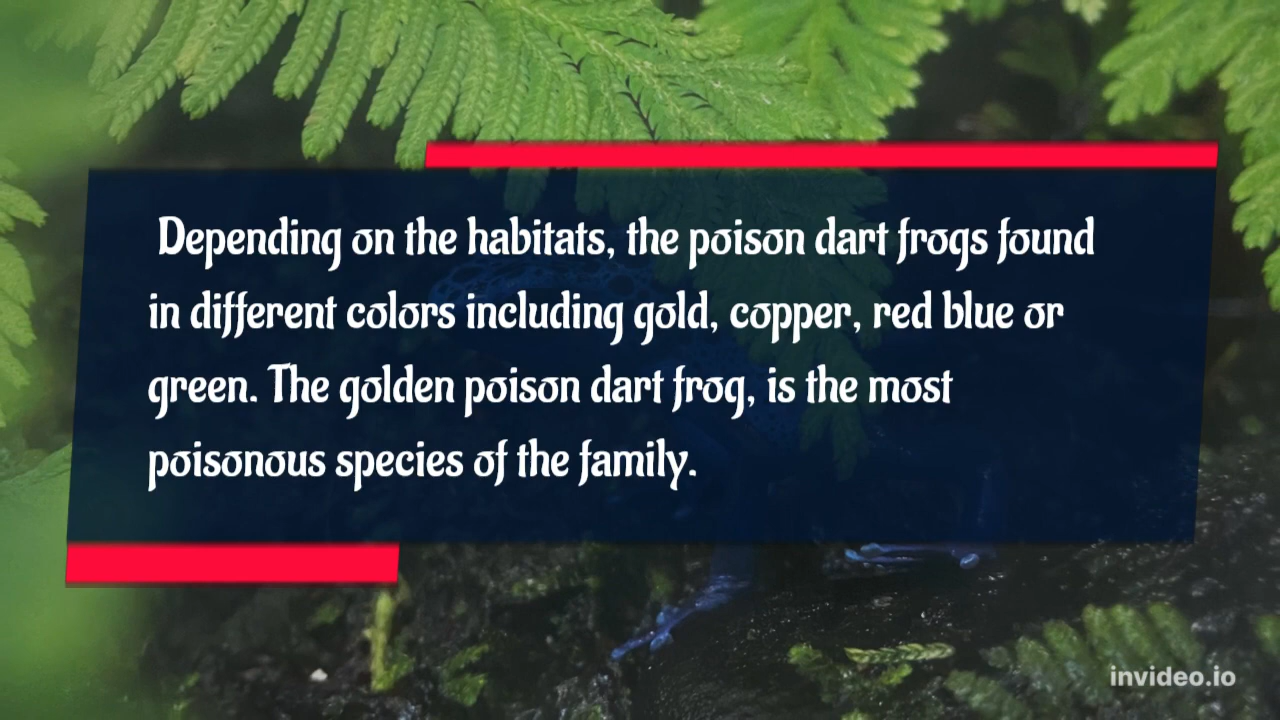 Depending on the habitats, the poison dart frogs found
in different colors including gold, copper, red blue or
green. The golden poison dart frog, is the most
poisonous species of the family.
invideo.io